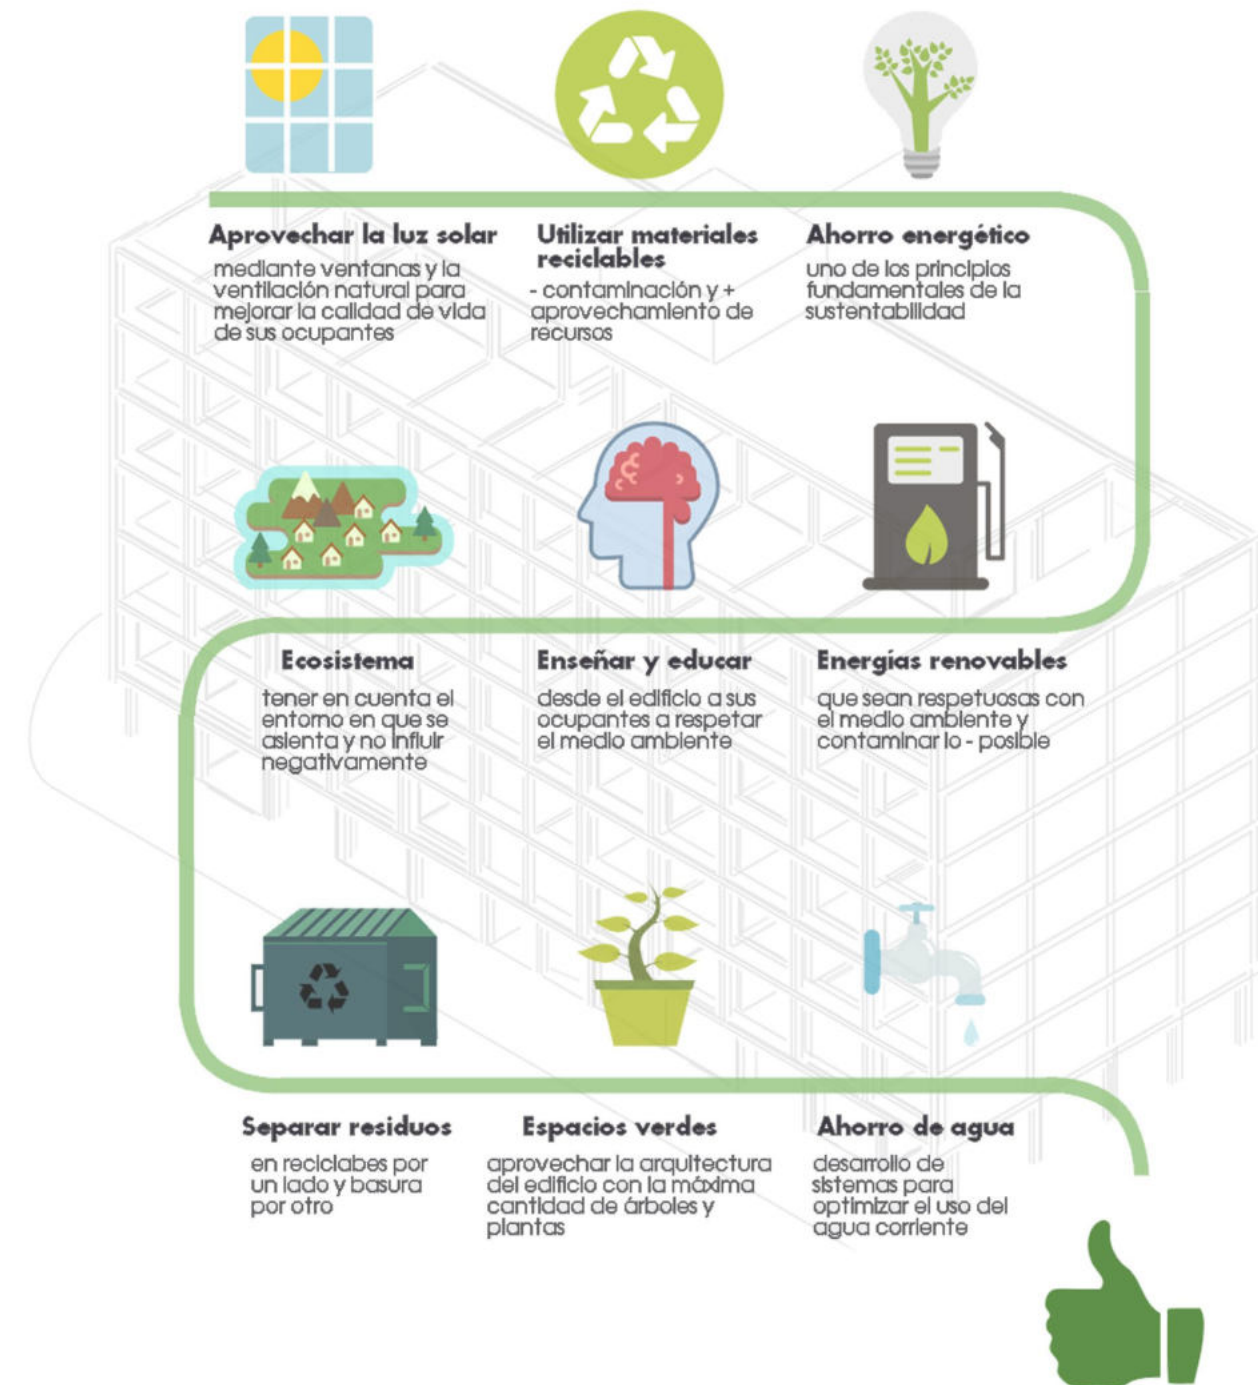 Aprovechar la luz solar
mediante ventanas y la
ventilación natural para
mejorar la calidad de vida
de sus ocupantes
Utilizar materiales
reciclables
- contaminación y +
aprovechamiento de
recursos
Ahorro energético
uno de los principios
fundamentales de la
sustentabilidad
Ecosistema
tener en cuenta el
entorno en que se
asienta y no influir
negativamente
Enseñar y educar
desde el edificio a sus
ocupantes a respetar
el medio ambiente
Energías renovables
que sean respetuosas con
el medio ambiente y
contaminar lo - posible
Separar residuos
en reciclabes por
un lado y basura
por otro
Espacios verdes
aprovechar la arquitectura
del edificio con la máxima
cantidad de árboles y
plantas
Ahorro de agua
desarrollo de
sistemas para
optimizar el uso del
agua corriente